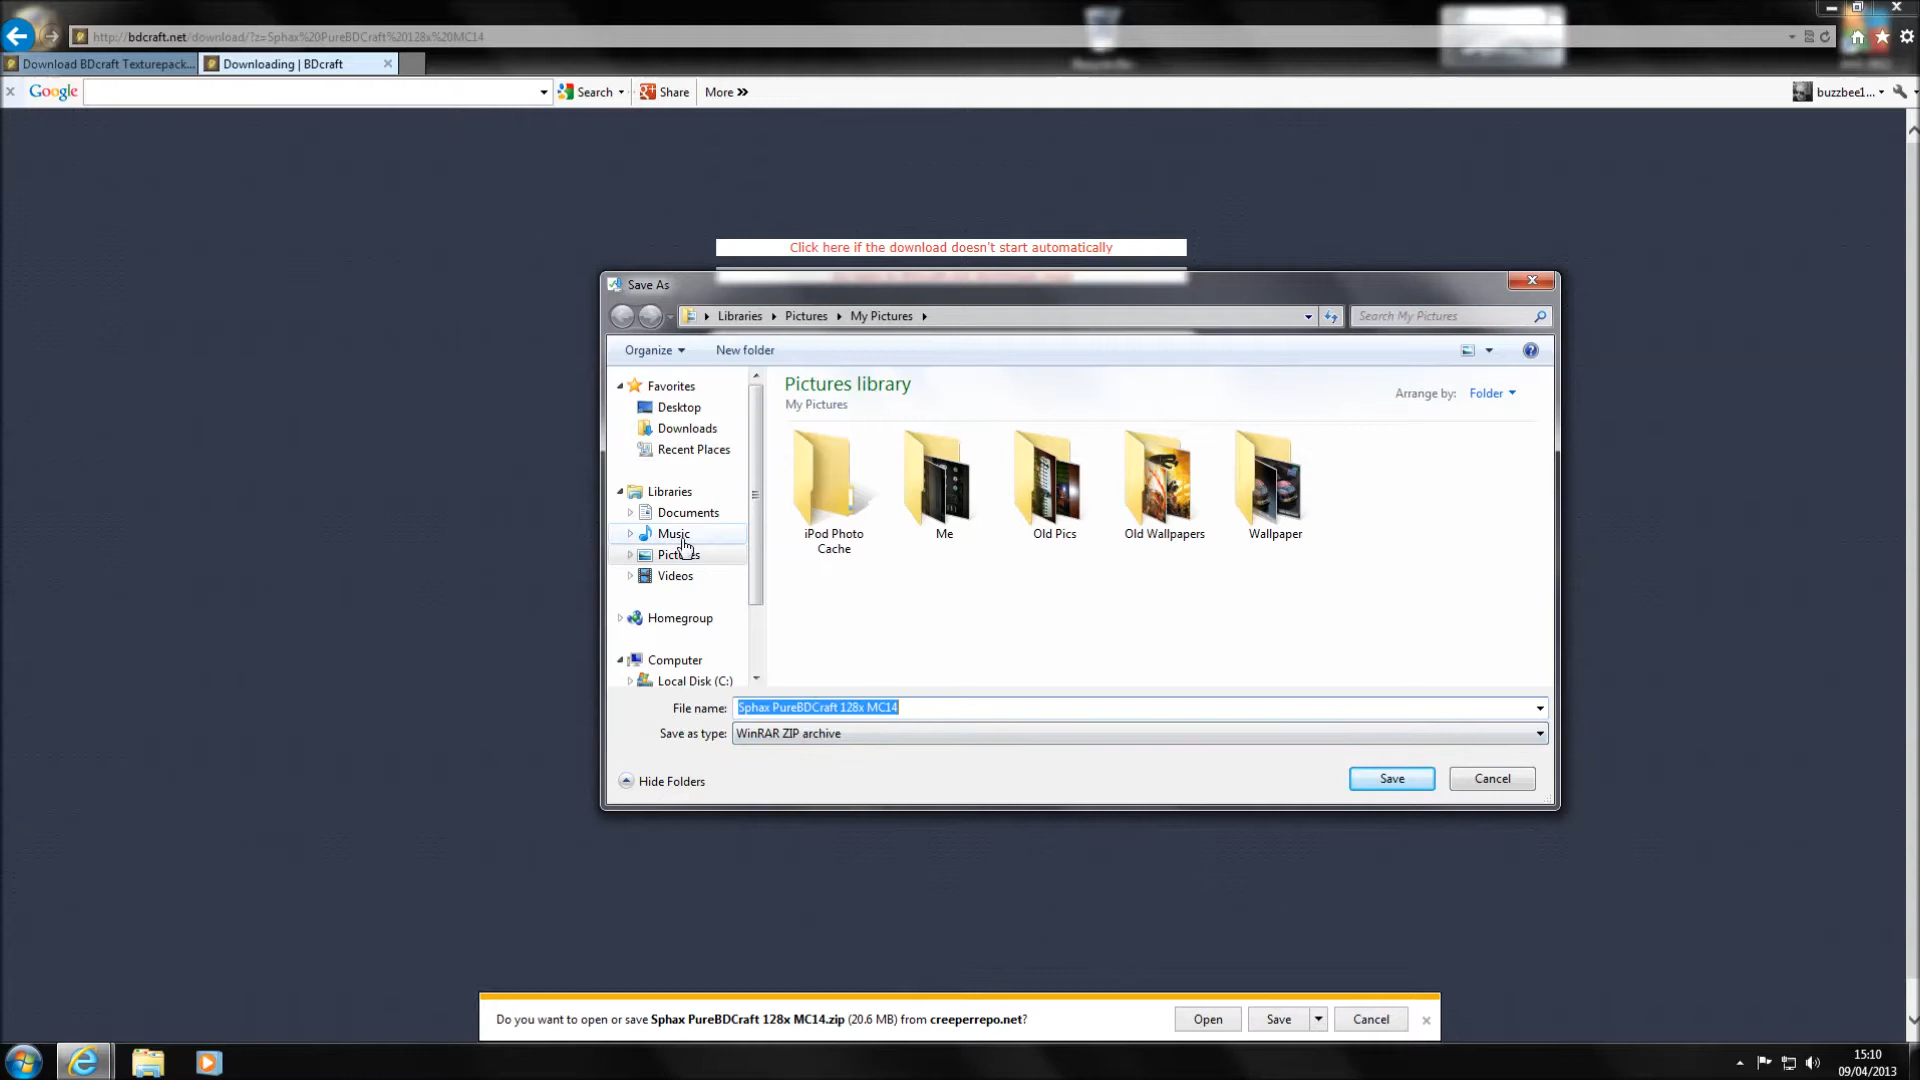 http://bdcraft.net/download/?z=Sphax%20PureBDCraft%20128x%20MC14
Download BDcraft Texturepack...
Downloading | BDcraft
Google
Search
Share
More »
buzzbee1...
Click here if the download doesn't start automatically
Save As
Libraries
Pictures
My Pictures
Search My Pictures
Organize
New folder
Favorites
Desktop
Downloads
Recent Places
Libraries
Documents
Music
Pictures
Videos
Homegroup
Computer
Local Disk (C:)
Pictures library
My Pictures
Arrange by: Folder
iPod Photo Cache
Me
Old Pics
Old Wallpapers
Wallpaper
File name: Sphax PureBDCraft 128x MC14
Save as type: WinRAR ZIP archive
Hide Folders
Save
Cancel
Do you want to open or save Sphax PureBDCraft 128x MC14.zip (20.6 MB) from creeperrepo.net?
Open
Save
Cancel
15:10
09/04/2013